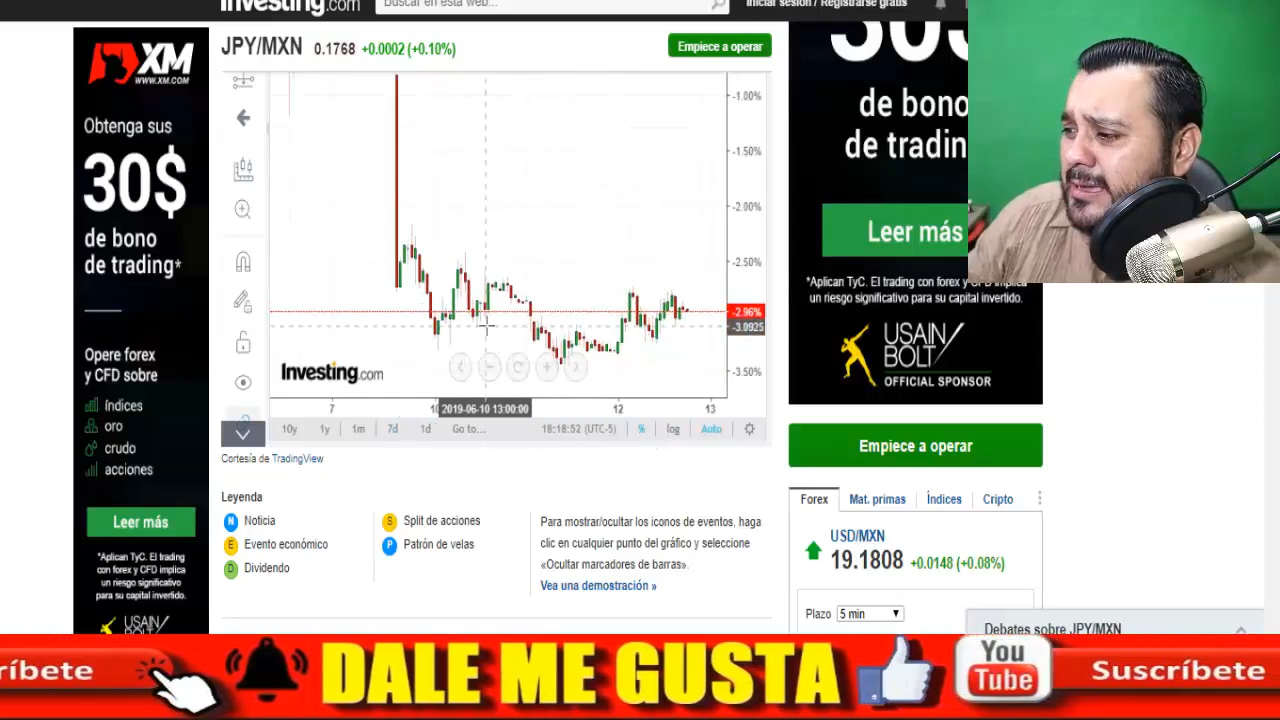 Investing.com
Buscar en esta web...
Iniciar sesión / Registrarse gratis
XM
WWW.XM.COM
Obtenga sus
30$
de bono
de trading*
Opere forex
y CFD sobre
índices
oro
crudo
acciones
Leer más
*Aplican TyC. El trading
con forex y CFD implica
un riesgo significativo
para su capital invertido.
USAIN
JPY/MXN 0.1768 +0.0002 (+0.10%)
Empiece a operar
-1.00%
-1.50%
-2.00%
-2.50%
-2.96%
-3.0925
-3.50%
Investing.com
7
2019-06-10 13:00:00
12
13
10y 1y 1m 7d 1d Go to... 18:18:52 (UTC-5) % log Auto
Cortesía de TradingView
Leyenda
N Noticia
E Evento económico
D Dividendo
S Split de acciones
P Patrón de velas
Para mostrar/ocultar los iconos de eventos, haga
clic en cualquier punto del gráfico y seleccione
«Ocultar marcadores de barras».
Vea una demostración »
30$
de bono
de trading
Leer más
*Aplican TyC. El trading con forex y CFD implica
un riesgo significativo para su capital invertido.
USAIN
BOLT
OFFICIAL SPONSOR
Empiece a operar
Forex Mat. primas Índices Cripto
USD/MXN
19.1808 +0.0148 (+0.08%)
Plazo 5 min
Debates sobre JPY/MXN
ríbete
DALE ME GUSTA
You
Tube
Suscríbete